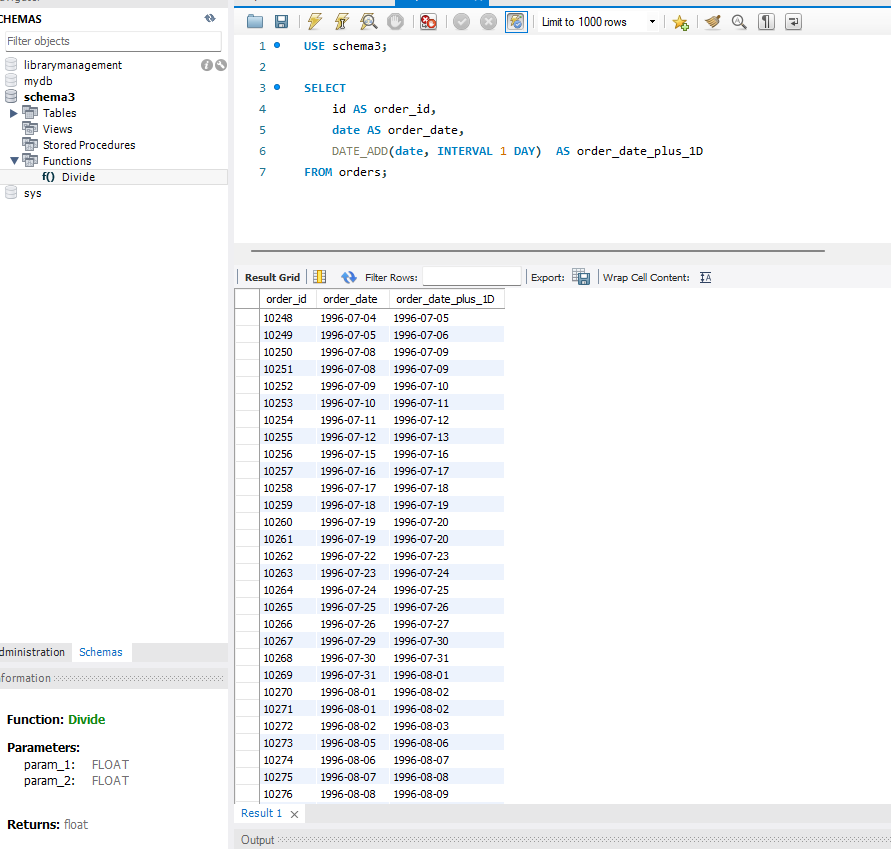 CHEMAS
Filter objects
librarymanagement
mydb
schema3
Tables
Views
Stored Procedures
Functions
f() Divide
sys
dministration Schemas
formation
Function: Divide
Parameters:
param_1: FLOAT
param_2: FLOAT
Returns: float
Limit to 1000 rows
1 USE schema3;
2
3 SELECT
4 id AS order_id,
5 date AS order_date,
6 DATE_ADD(date, INTERVAL 1 DAY) AS order_date_plus_1D
7 FROM orders;
Result Grid Filter Rows: Export: Wrap Cell Content: IA
order_id order_date order_date_plus_1D
10248 1996-07-04 1996-07-05
10249 1996-07-05 1996-07-06
10250 1996-07-08 1996-07-09
10251 1996-07-08 1996-07-09
10252 1996-07-09 1996-07-10
10253 1996-07-10 1996-07-11
10254 1996-07-11 1996-07-12
10255 1996-07-12 1996-07-13
10256 1996-07-15 1996-07-16
10257 1996-07-16 1996-07-17
10258 1996-07-17 1996-07-18
10259 1996-07-18 1996-07-19
10260 1996-07-19 1996-07-20
10261 1996-07-19 1996-07-20
10262 1996-07-22 1996-07-23
10263 1996-07-23 1996-07-24
10264 1996-07-24 1996-07-25
10265 1996-07-25 1996-07-26
10266 1996-07-26 1996-07-27
10267 1996-07-29 1996-07-30
10268 1996-07-30 1996-07-31
10269 1996-07-31 1996-08-01
10270 1996-08-01 1996-08-02
10271 1996-08-01 1996-08-02
10272 1996-08-02 1996-08-03
10273 1996-08-05 1996-08-06
10274 1996-08-06 1996-08-07
10275 1996-08-07 1996-08-08
10276 1996-08-08 1996-08-09
Result 1
Output